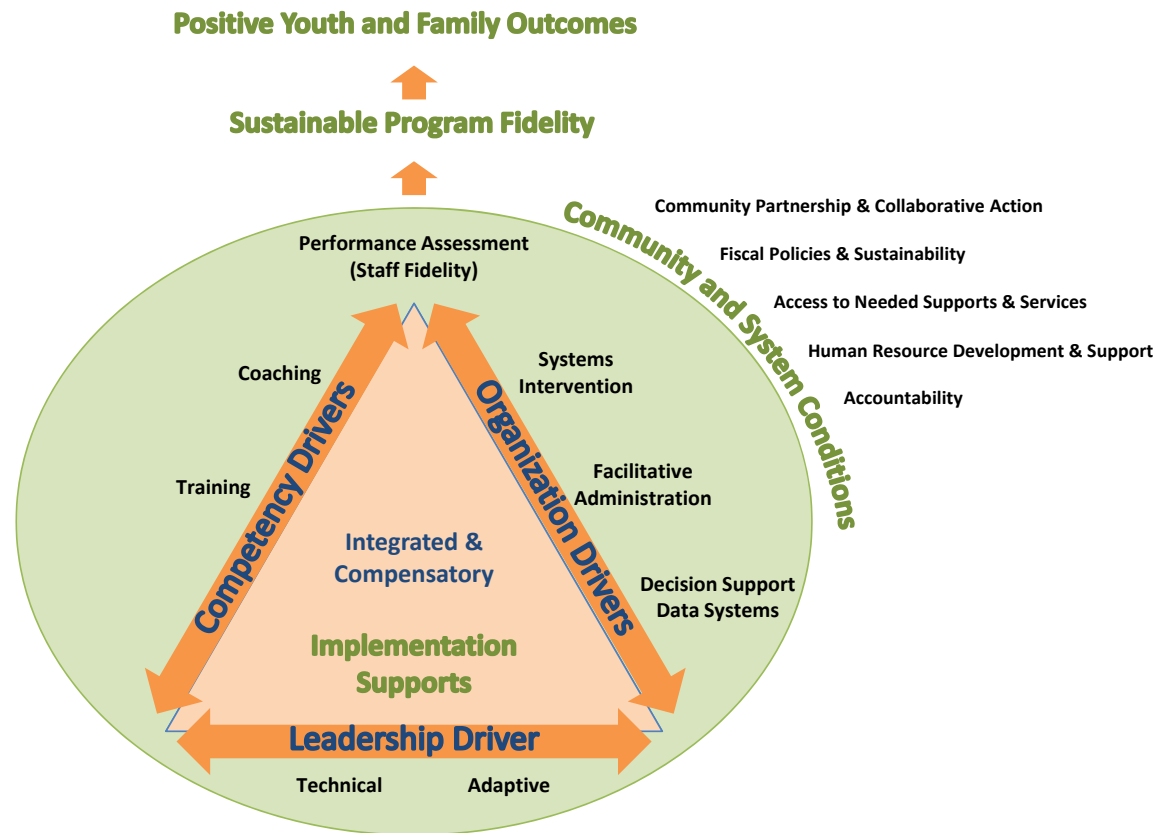 Positive Youth and Family Outcomes
Sustainable Program Fidelity
Community and System Conditions
Community Partnership & Collaborative Action
Fiscal Policies & Sustainability
Access to Needed Supports & Services
Human Resource Development & Support
Accountability
Performance Assessment
(Staff Fidelity)
Coaching
Training
Competency Drivers
Systems
Intervention
Facilitative
Administration
Decision Support
Data Systems
Organization Drivers
Integrated &
Compensatory
Implementation
Supports
Leadership Driver
Technical
Adaptive